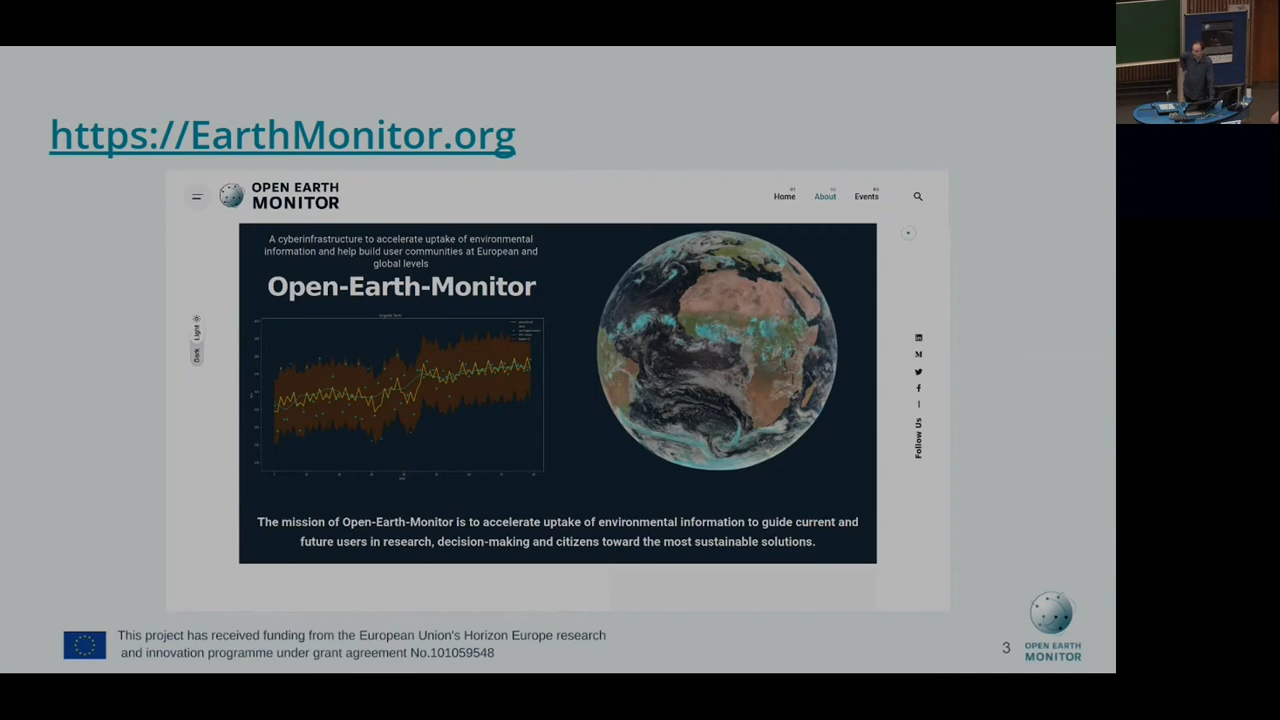 https://EarthMonitor.org
OPEN EARTH
MONITOR
Home
About
Events
A cyberinfrastructure to accelerate uptake of environmental
information and help build user communities at European and
global levels
Open-Earth-Monitor
Light
Dark
Follow Us
The mission of Open-Earth-Monitor is to accelerate uptake of environmental information to guide current and
future users in research, decision-making and citizens toward the most sustainable solutions.
This project has received funding from the European Union's Horizon Europe research
and innovation programme under grant agreement No.101059548
3
OPEN EARTH
MONITOR